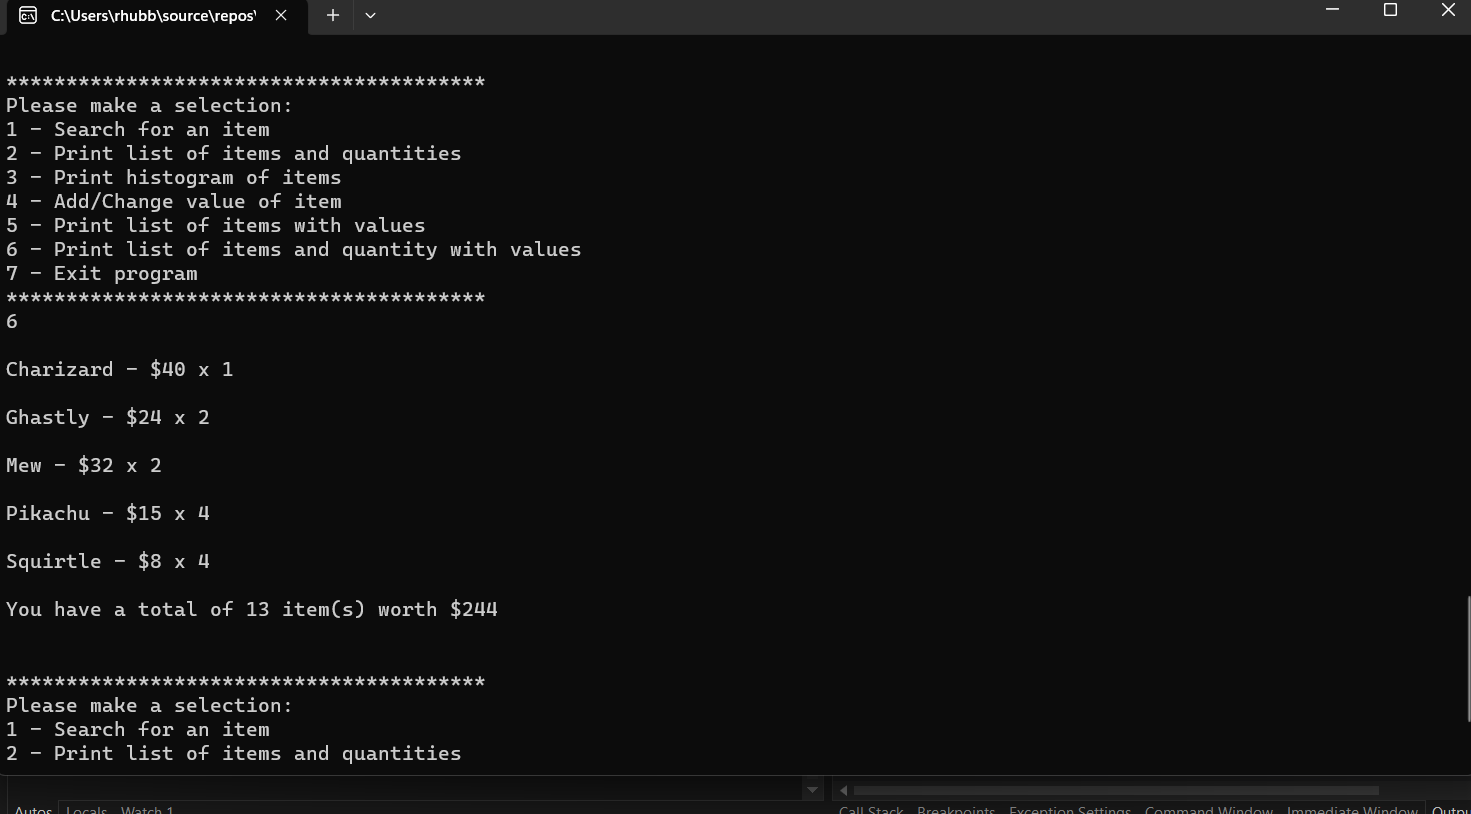 C:\Users\rhubb\source\repos\
****************************************
Please make a selection:
1 - Search for an item
2 - Print list of items and quantities
3 - Print histogram of items
4 - Add/Change value of item
5 - Print list of items with values
6 - Print list of items and quantity with values
7 - Exit program
****************************************
6
Charizard - $40 x 1
Ghastly - $24 x 2
Mew - $32 x 2
Pikachu - $15 x 4
Squirtle - $8 x 4
You have a total of 13 item(s) worth $244
****************************************
Please make a selection:
1 - Search for an item
2 - Print list of items and quantities
Autos Locals Watch 1 Call Stack Breakpoints Exception Settings Command Window Immediate Window